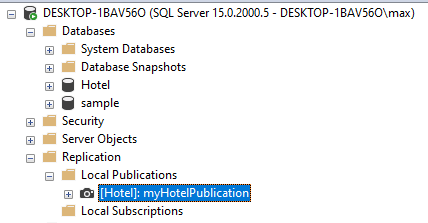 DESKTOP-1BAV56O (SQL Server 15.0.2000.5 - DESKTOP-1BAV56O\max)
Databases
System Databases
Database Snapshots
Hotel
sample
Security
Server Objects
Replication
Local Publications
[Hotel]: myHotelPublication
Local Subscriptions